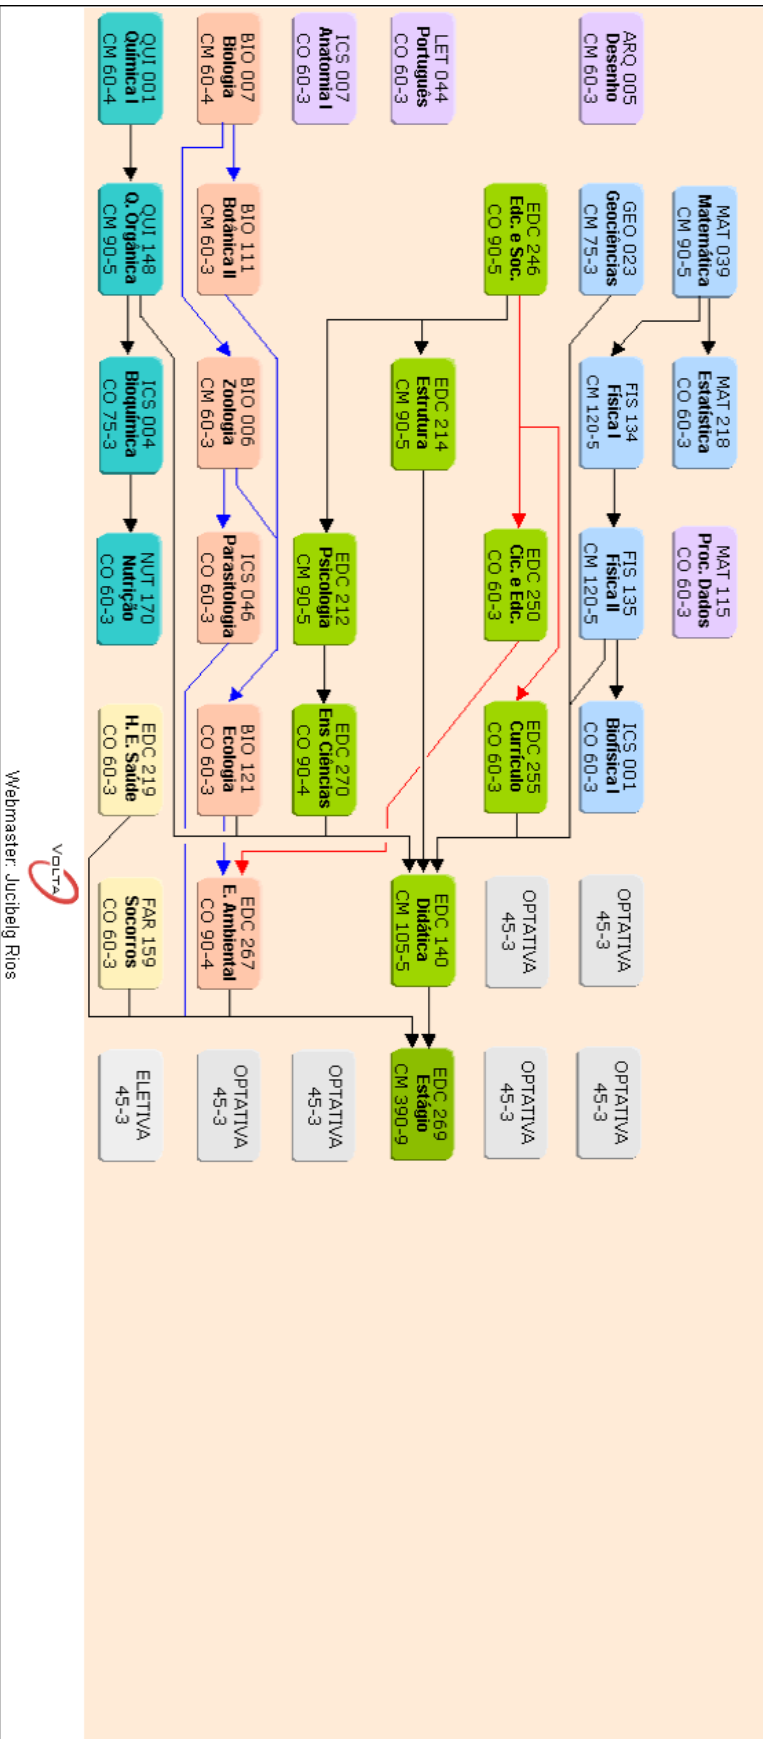 MAT 039
Matemática
CM 90-5
MAT 218
Estatística
CO 60-3
MAT 115
Proc. Dados
CO 60-3
ARQ 005
Desenho
CM 60-3
GEO 023
Geociências
CM 75-3
FIS 134
Física I
CM 120-5
FIS 135
Física II
CM 120-5
ICS 001
Biofísica I
CO 60-3
OPTATIVA
45-3
OPTATIVA
45-3
EDC 246
Edc. e Soc.
CO 90-5
EDC 250
Cic. e Edc.
CO 60-3
EDC 255
Currículo
CO 60-3
OPTATIVA
45-3
OPTATIVA
45-3
LET 044
Português
CO 60-3
EDC 214
Estrutura
CM 90-5
EDC 140
Didática
CM 105-5
EDC 269
Estágio
CM 390-9
ICS 007
Anatomia I
CO 60-3
EDC 212
Psicologia
CM 90-5
EDC 270
Ens Ciências
CO 90-4
OPTATIVA
45-3
BIO 007
Biologia
CM 60-4
BIO 111
Botânica II
CM 60-3
BIO 006
Zoologia
CM 60-3
ICS 046
Parasitologia
CO 60-3
BIO 121
Ecologia
CO 60-3
EDC 267
E. Ambiental
CO 90-4
OPTATIVA
45-3
QUI 001
Química I
CM 60-4
QUI 148
Q. Orgânica
CM 90-5
ICS 004
Bioquímica
CO 75-3
NUT 170
Nutrição
CO 60-3
EDC 219
H. E. Saúde
CO 60-3
FAR 159
Socorros
CO 60-3
ELETIVA
45-3
VOLTA
Webmaster: Jucibelg Rios